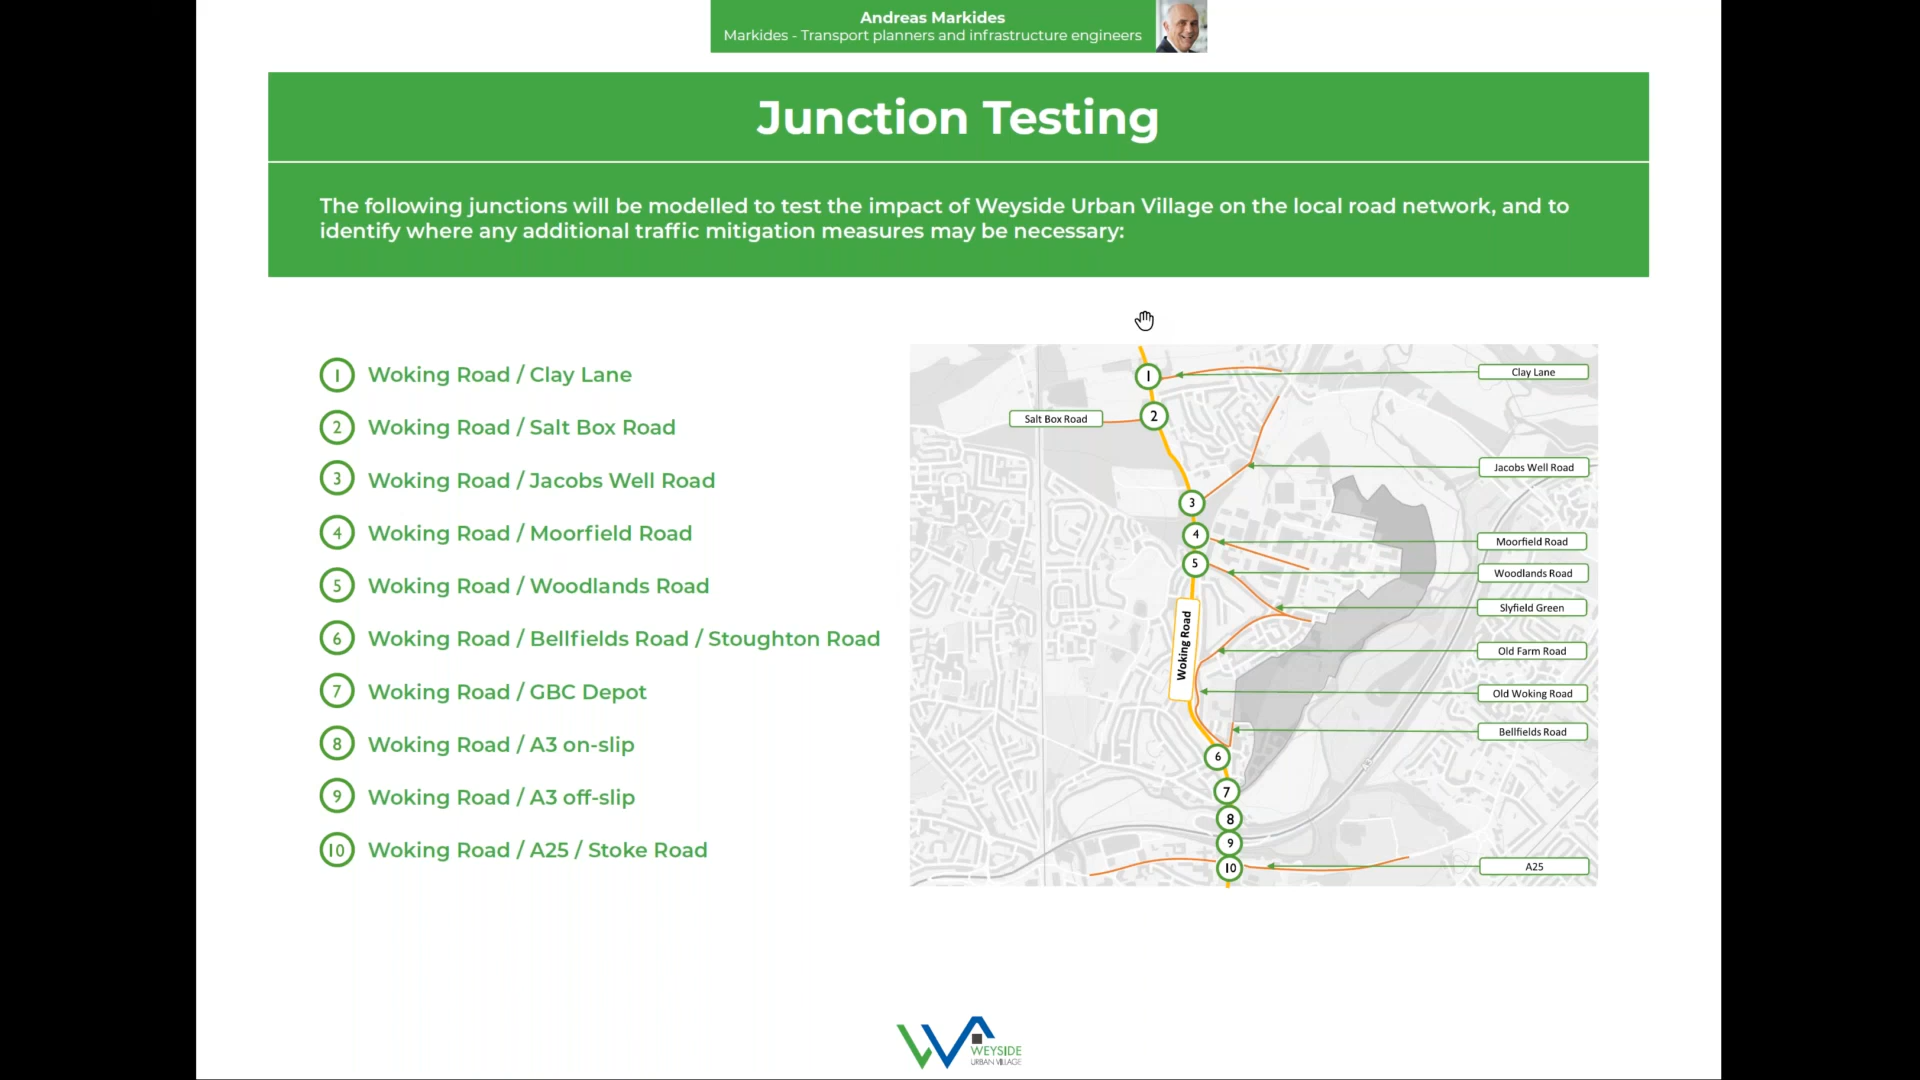 Andreas Markides
Markides - Transport planners and infrastructure engineers
Junction Testing
The following junctions will be modelled to test the impact of Weyside Urban Village on the local road network, and to
identify where any additional traffic mitigation measures may be necessary:
1 Woking Road / Clay Lane
2 Woking Road / Salt Box Road
3 Woking Road / Jacobs Well Road
4 Woking Road / Moorfield Road
5 Woking Road / Woodlands Road
6 Woking Road / Bellfields Road / Stoughton Road
7 Woking Road / GBC Depot
8 Woking Road / A3 on-slip
9 Woking Road / A3 off-slip
10 Woking Road / A25 / Stoke Road
1
Clay Lane
Salt Box Road
2
Jacobs Well Road
3
4
Moorfield Road
5
Woodlands Road
Slyfield Green
Woking Road
Old Farm Road
Old Woking Road
Bellfields Road
6
7
8
9
10
A25
WEYSIDE
URBAN VILLAGE